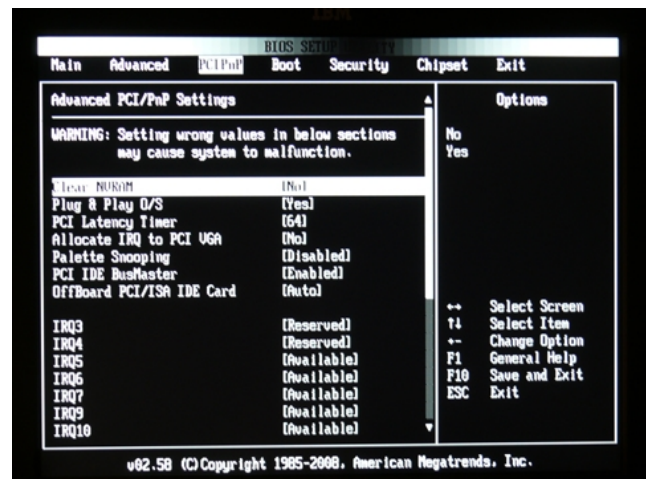 IBM
BIOS SETUP UTILITY
Main Advanced PCIPnP Boot Security Chipset Exit
Advanced PCI/PnP Settings
WARNING: Setting wrong values in below sections
may cause system to malfunction.
Clear NVRAM [No]
Plug & Play O/S [Yes]
PCI Latency Timer [64]
Allocate IRQ to PCI VGA [No]
Palette Snooping [Disabled]
PCI IDE BusMaster [Enabled]
OffBoard PCI/ISA IDE Card [Auto]
IRQ3 [Reserved]
IRQ4 [Reserved]
IRQ5 [Available]
IRQ6 [Available]
IRQ7 [Available]
IRQ9 [Available]
IRQ10 [Available]
Options
No
Yes
↔ Select Screen
↑↓ Select Item
+- Change Option
F1 General Help
F10 Save and Exit
ESC Exit
v02.58 (C)Copyright 1985-2008, American Megatrends, Inc.